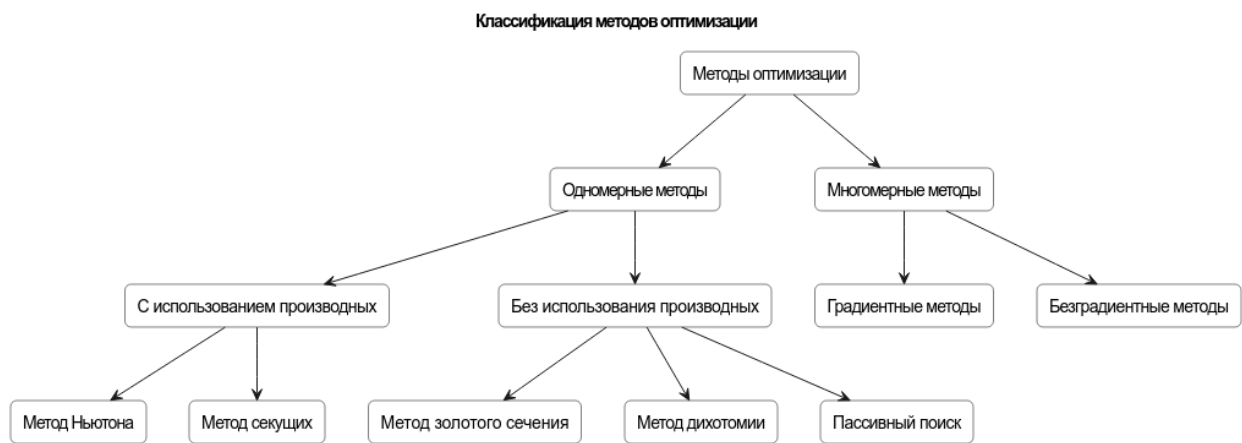 Классификация методов оптимизации
Методы оптимизации
Одномерные методы
Многомерные методы
С использованием производных
Без использования производных
Градиентные методы
Безградиентные методы
Метод Ньютона
Метод секущих
Метод золотого сечения
Метод дихотомии
Пассивный поиск